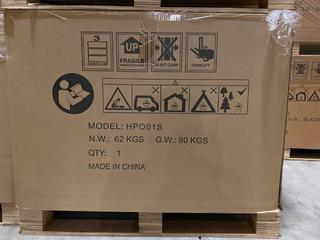 3
UP
FRAGILE
DO NOT CLAMP
FORKLIFT
MODEL: HPO01S
N.W.: 62 KGS G.W.: 80 KGS
QTY: 1
MADE IN CHINA